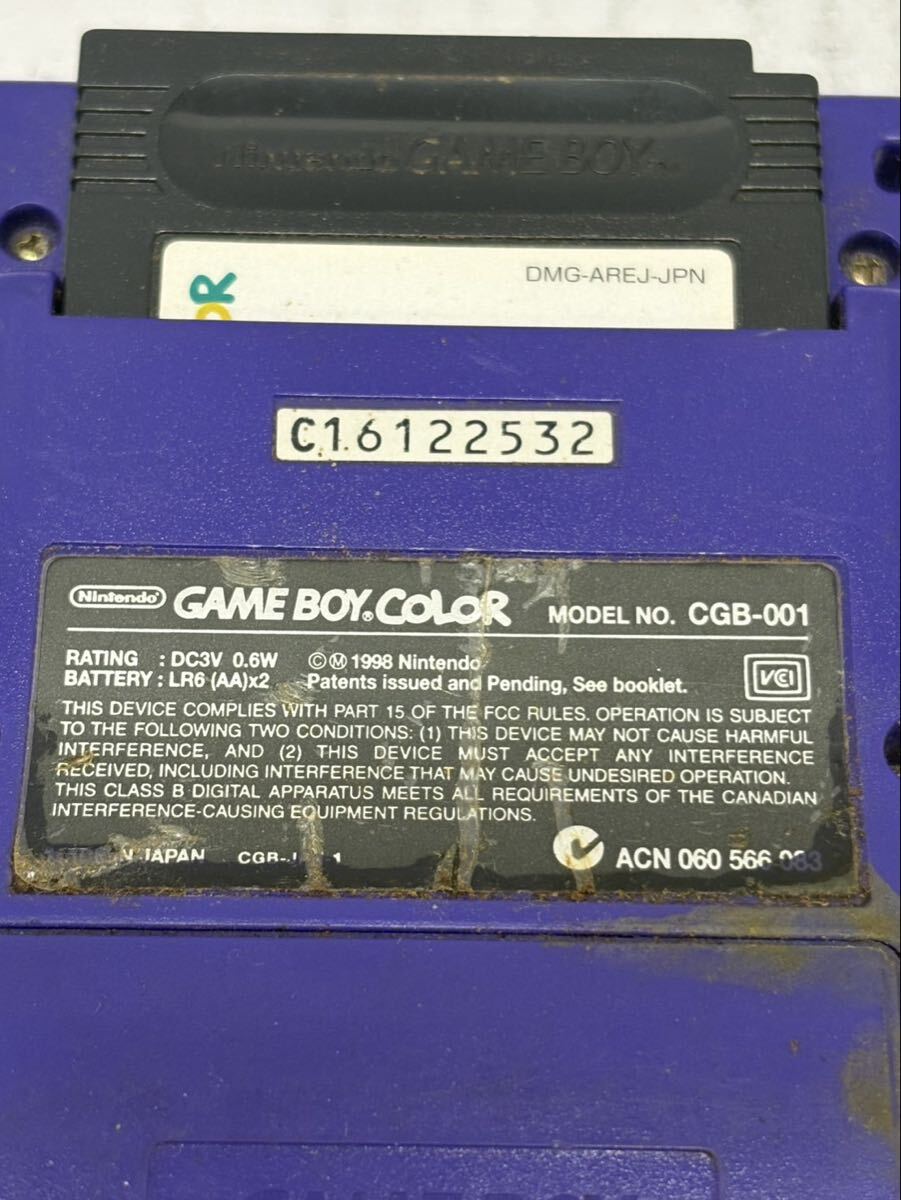 Nintendo GAME BOY TM
DMG-AREJ-JPN
OR
C16122532
Nintendo GAME BOY® COLOR MODEL NO. CGB-001
RATING : DC3V 0.6W ©Ⓜ 1998 Nintendo
BATTERY : LR6 (AA)x2 Patents issued and Pending, See booklet.
VCI
THIS DEVICE COMPLIES WITH PART 15 OF THE FCC RULES. OPERATION IS SUBJECT
TO THE FOLLOWING TWO CONDITIONS: (1) THIS DEVICE MAY NOT CAUSE HARMFUL
INTERFERENCE, AND (2) THIS DEVICE MUST ACCEPT ANY INTERFERENCE
RECEIVED, INCLUDING INTERFERENCE THAT MAY CAUSE UNDESIRED OPERATION.
THIS CLASS B DIGITAL APPARATUS MEETS ALL REQUIREMENTS OF THE CANADIAN
INTERFERENCE-CAUSING EQUIPMENT REGULATIONS.
JAPAN ACN 060 566 083